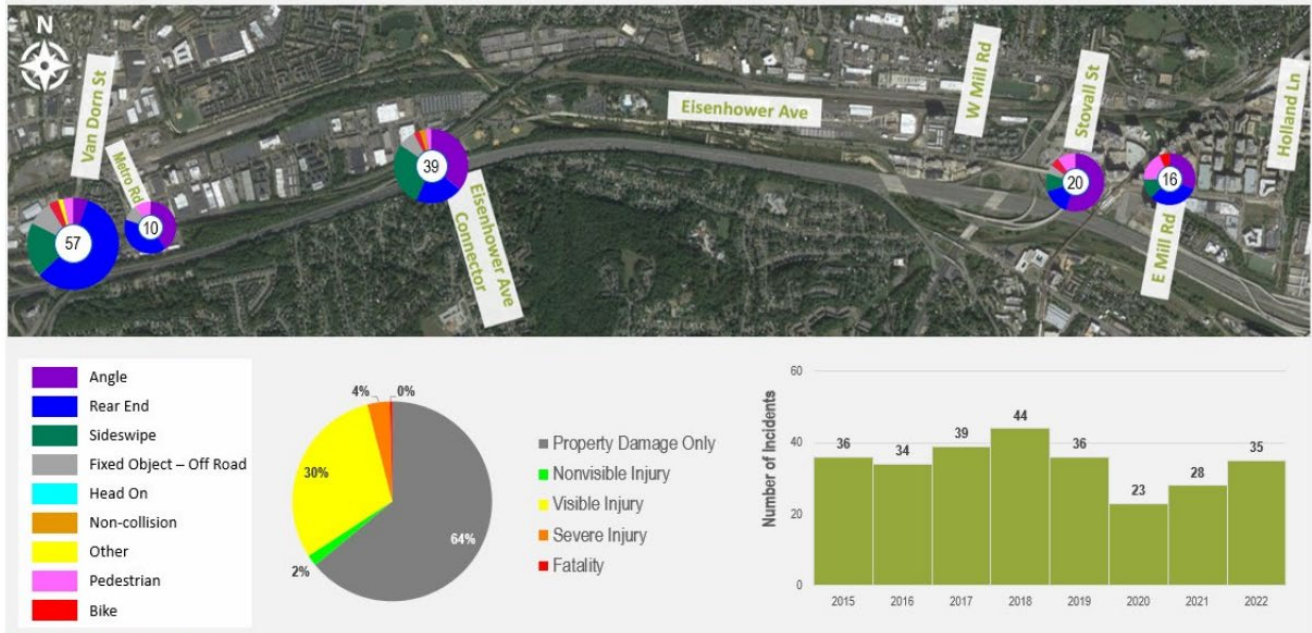 N
Van Dorn St
Metro Rd
Eisenhower Ave
Connector
Eisenhower Ave
W Mill Rd
Stovall St
E Mill Rd
Holland Ln
57
10
39
20
16
Angle
Rear End
Sideswipe
Fixed Object – Off Road
Head On
Non-collision
Other
Pedestrian
Bike
4%
0%
30%
64%
2%
Property Damage Only
Nonvisible Injury
Visible Injury
Severe Injury
Fatality
Number of Incidents
60
40
20
0
36
34
39
44
36
23
28
35
2015
2016
2017
2018
2019
2020
2021
2022